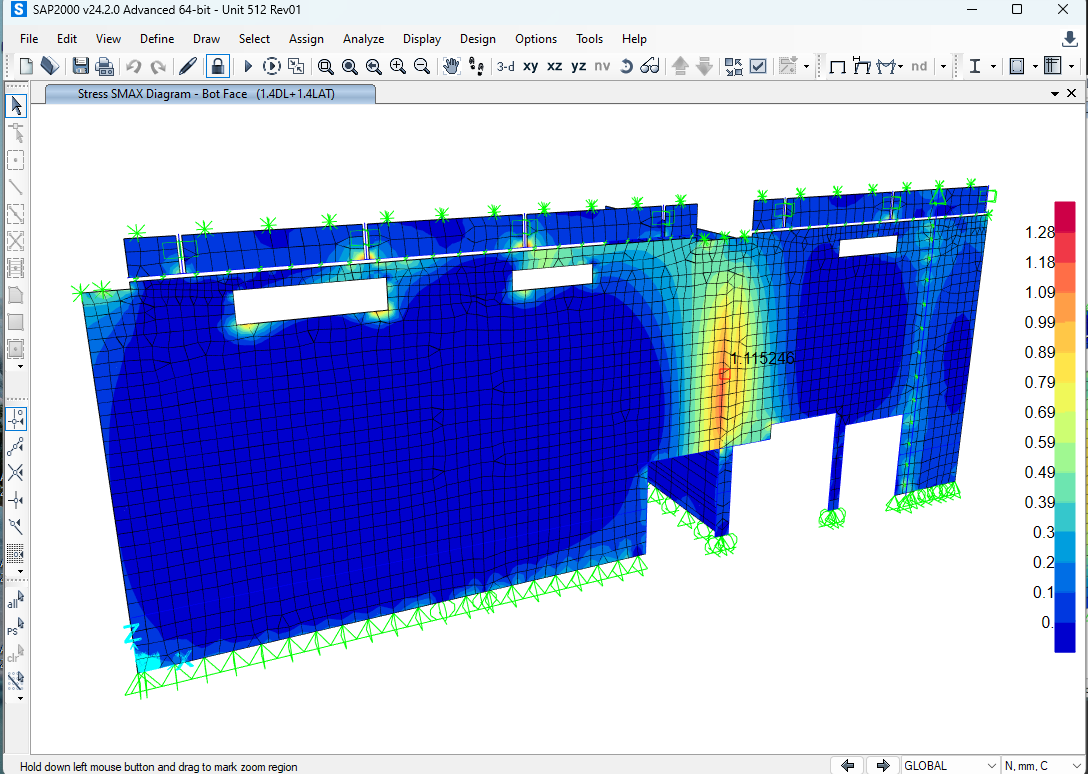 SAP2000 v24.2.0 Advanced 64-bit - Unit 512 Rev01
File Edit View Define Draw Select Assign Analyze Display Design Options Tools Help
3-d xy xz yz nv nd
Stress SMAX Diagram - Bot Face (1.4DL+1.4LAT)
1.28
1.18
1.09
0.99
0.89
0.79
0.69
0.59
0.49
0.39
0.3
0.2
0.1
0.
1.115246
Z
X
all
PS
clr
Hold down left mouse button and drag to mark zoom region
GLOBAL
N, mm, C